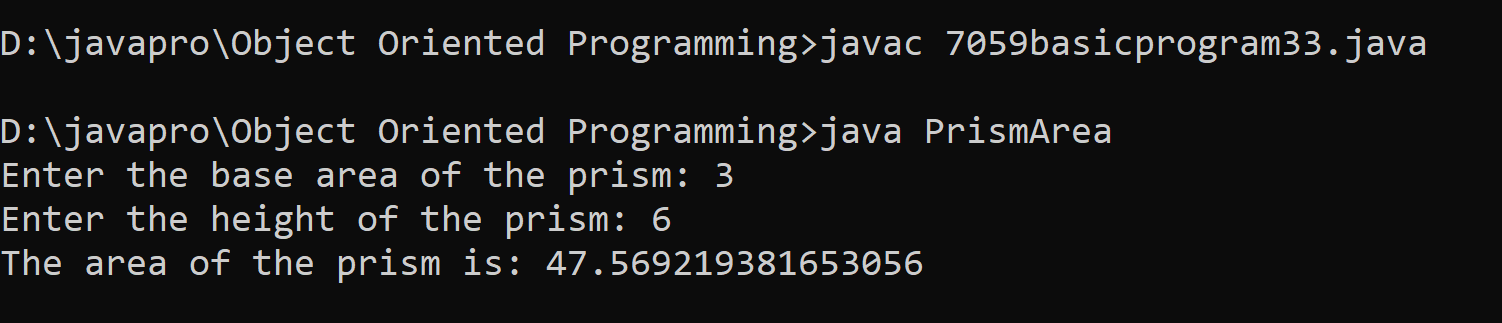 D:\javapro\Object Oriented Programming>javac 7059basicprogram33.java
D:\javapro\Object Oriented Programming>java PrismArea
Enter the base area of the prism: 3
Enter the height of the prism: 6
The area of the prism is: 47.569219381653056